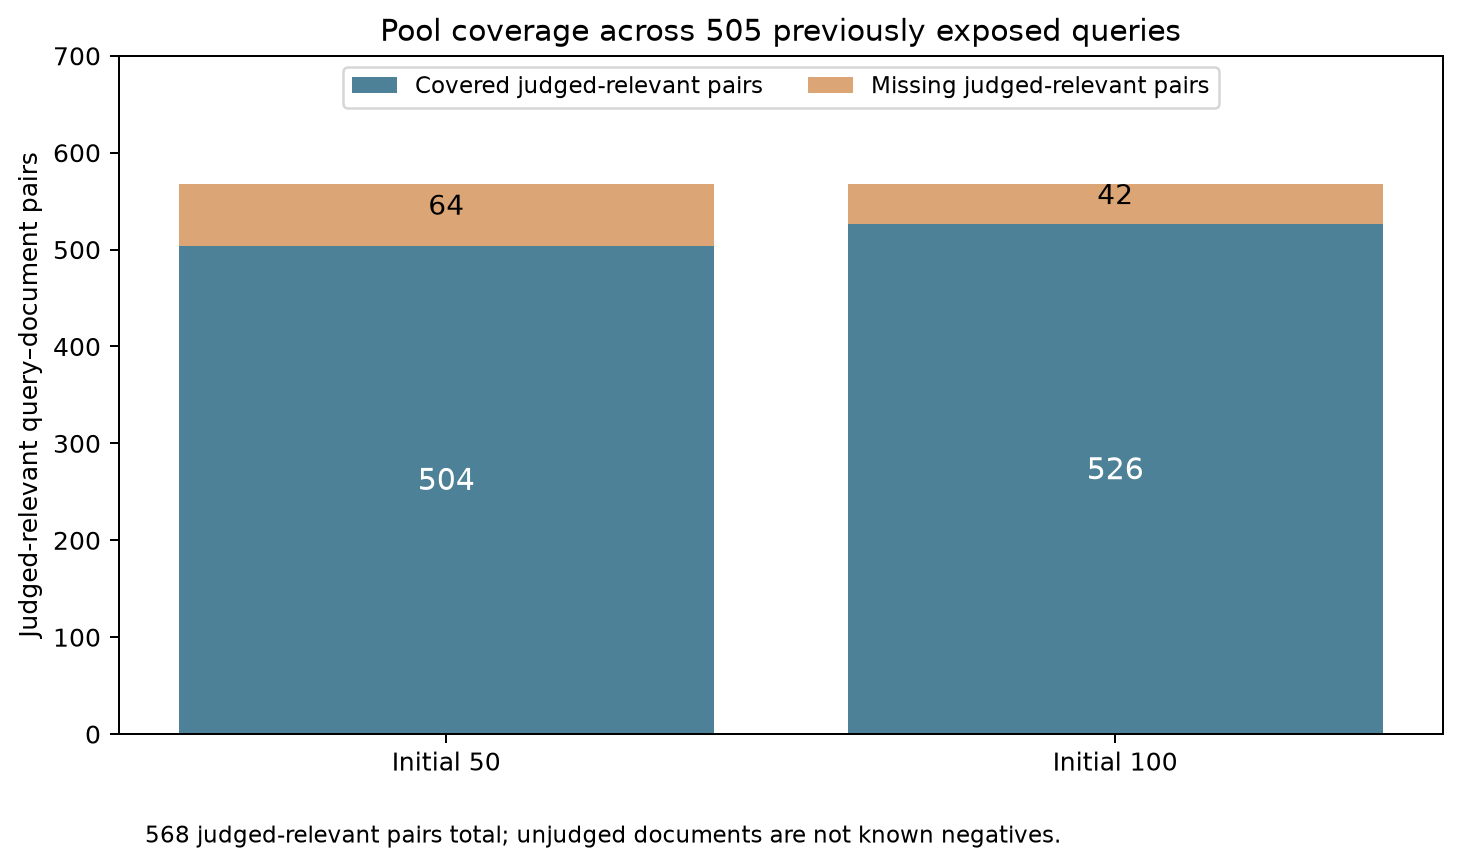 Pool coverage across 505 previously exposed queries
Covered judged-relevant pairs
Missing judged-relevant pairs
Judged-relevant query–document pairs
700
600
500
400
300
200
100
0
64
504
42
526
Initial 50
Initial 100
568 judged-relevant pairs total; unjudged documents are not known negatives.